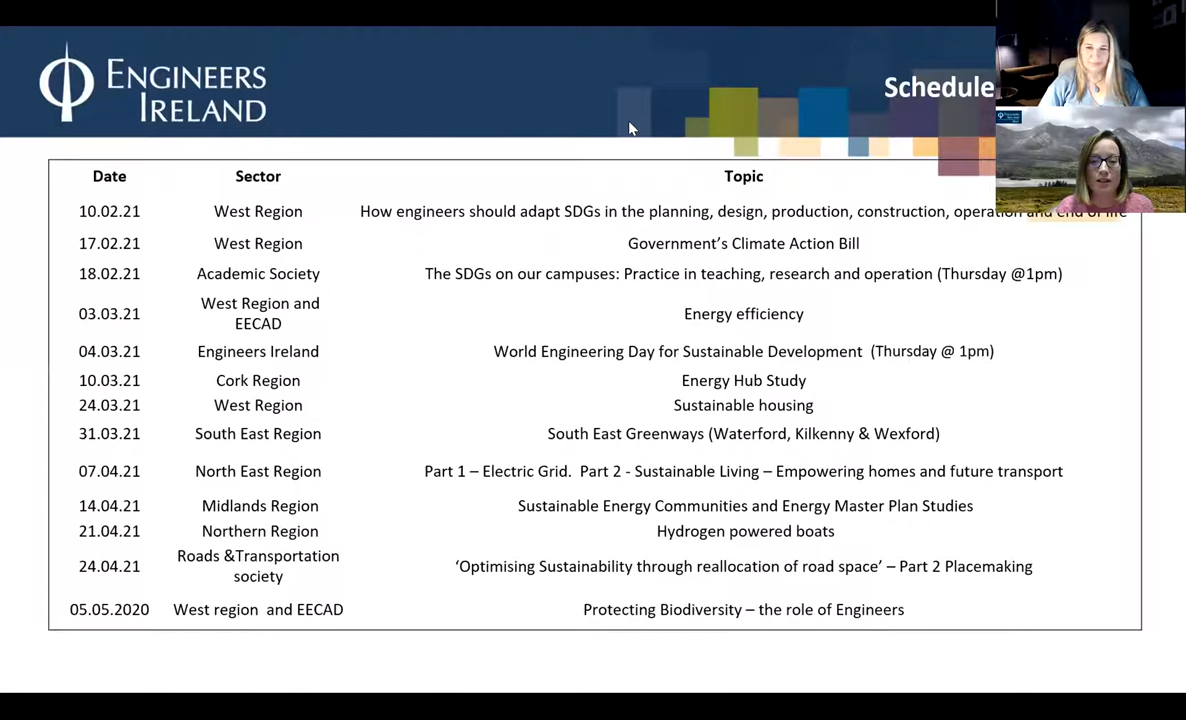 ENGINEERS
IRELAND
Schedule
Date Sector Topic
10.02.21 West Region How engineers should adapt SDGs in the planning, design, production, construction, operation and end of life
17.02.21 West Region Government's Climate Action Bill
18.02.21 Academic Society The SDGs on our campuses: Practice in teaching, research and operation (Thursday @1pm)
03.03.21 West Region and EECAD Energy efficiency
04.03.21 Engineers Ireland World Engineering Day for Sustainable Development (Thursday @ 1pm)
10.03.21 Cork Region Energy Hub Study
24.03.21 West Region Sustainable housing
31.03.21 South East Region South East Greenways (Waterford, Kilkenny & Wexford)
07.04.21 North East Region Part 1 – Electric Grid. Part 2 - Sustainable Living – Empowering homes and future transport
14.04.21 Midlands Region Sustainable Energy Communities and Energy Master Plan Studies
21.04.21 Northern Region Hydrogen powered boats
24.04.21 Roads &Transportation society ‘Optimising Sustainability through reallocation of road space’ – Part 2 Placemaking
05.05.2020 West region and EECAD Protecting Biodiversity – the role of Engineers